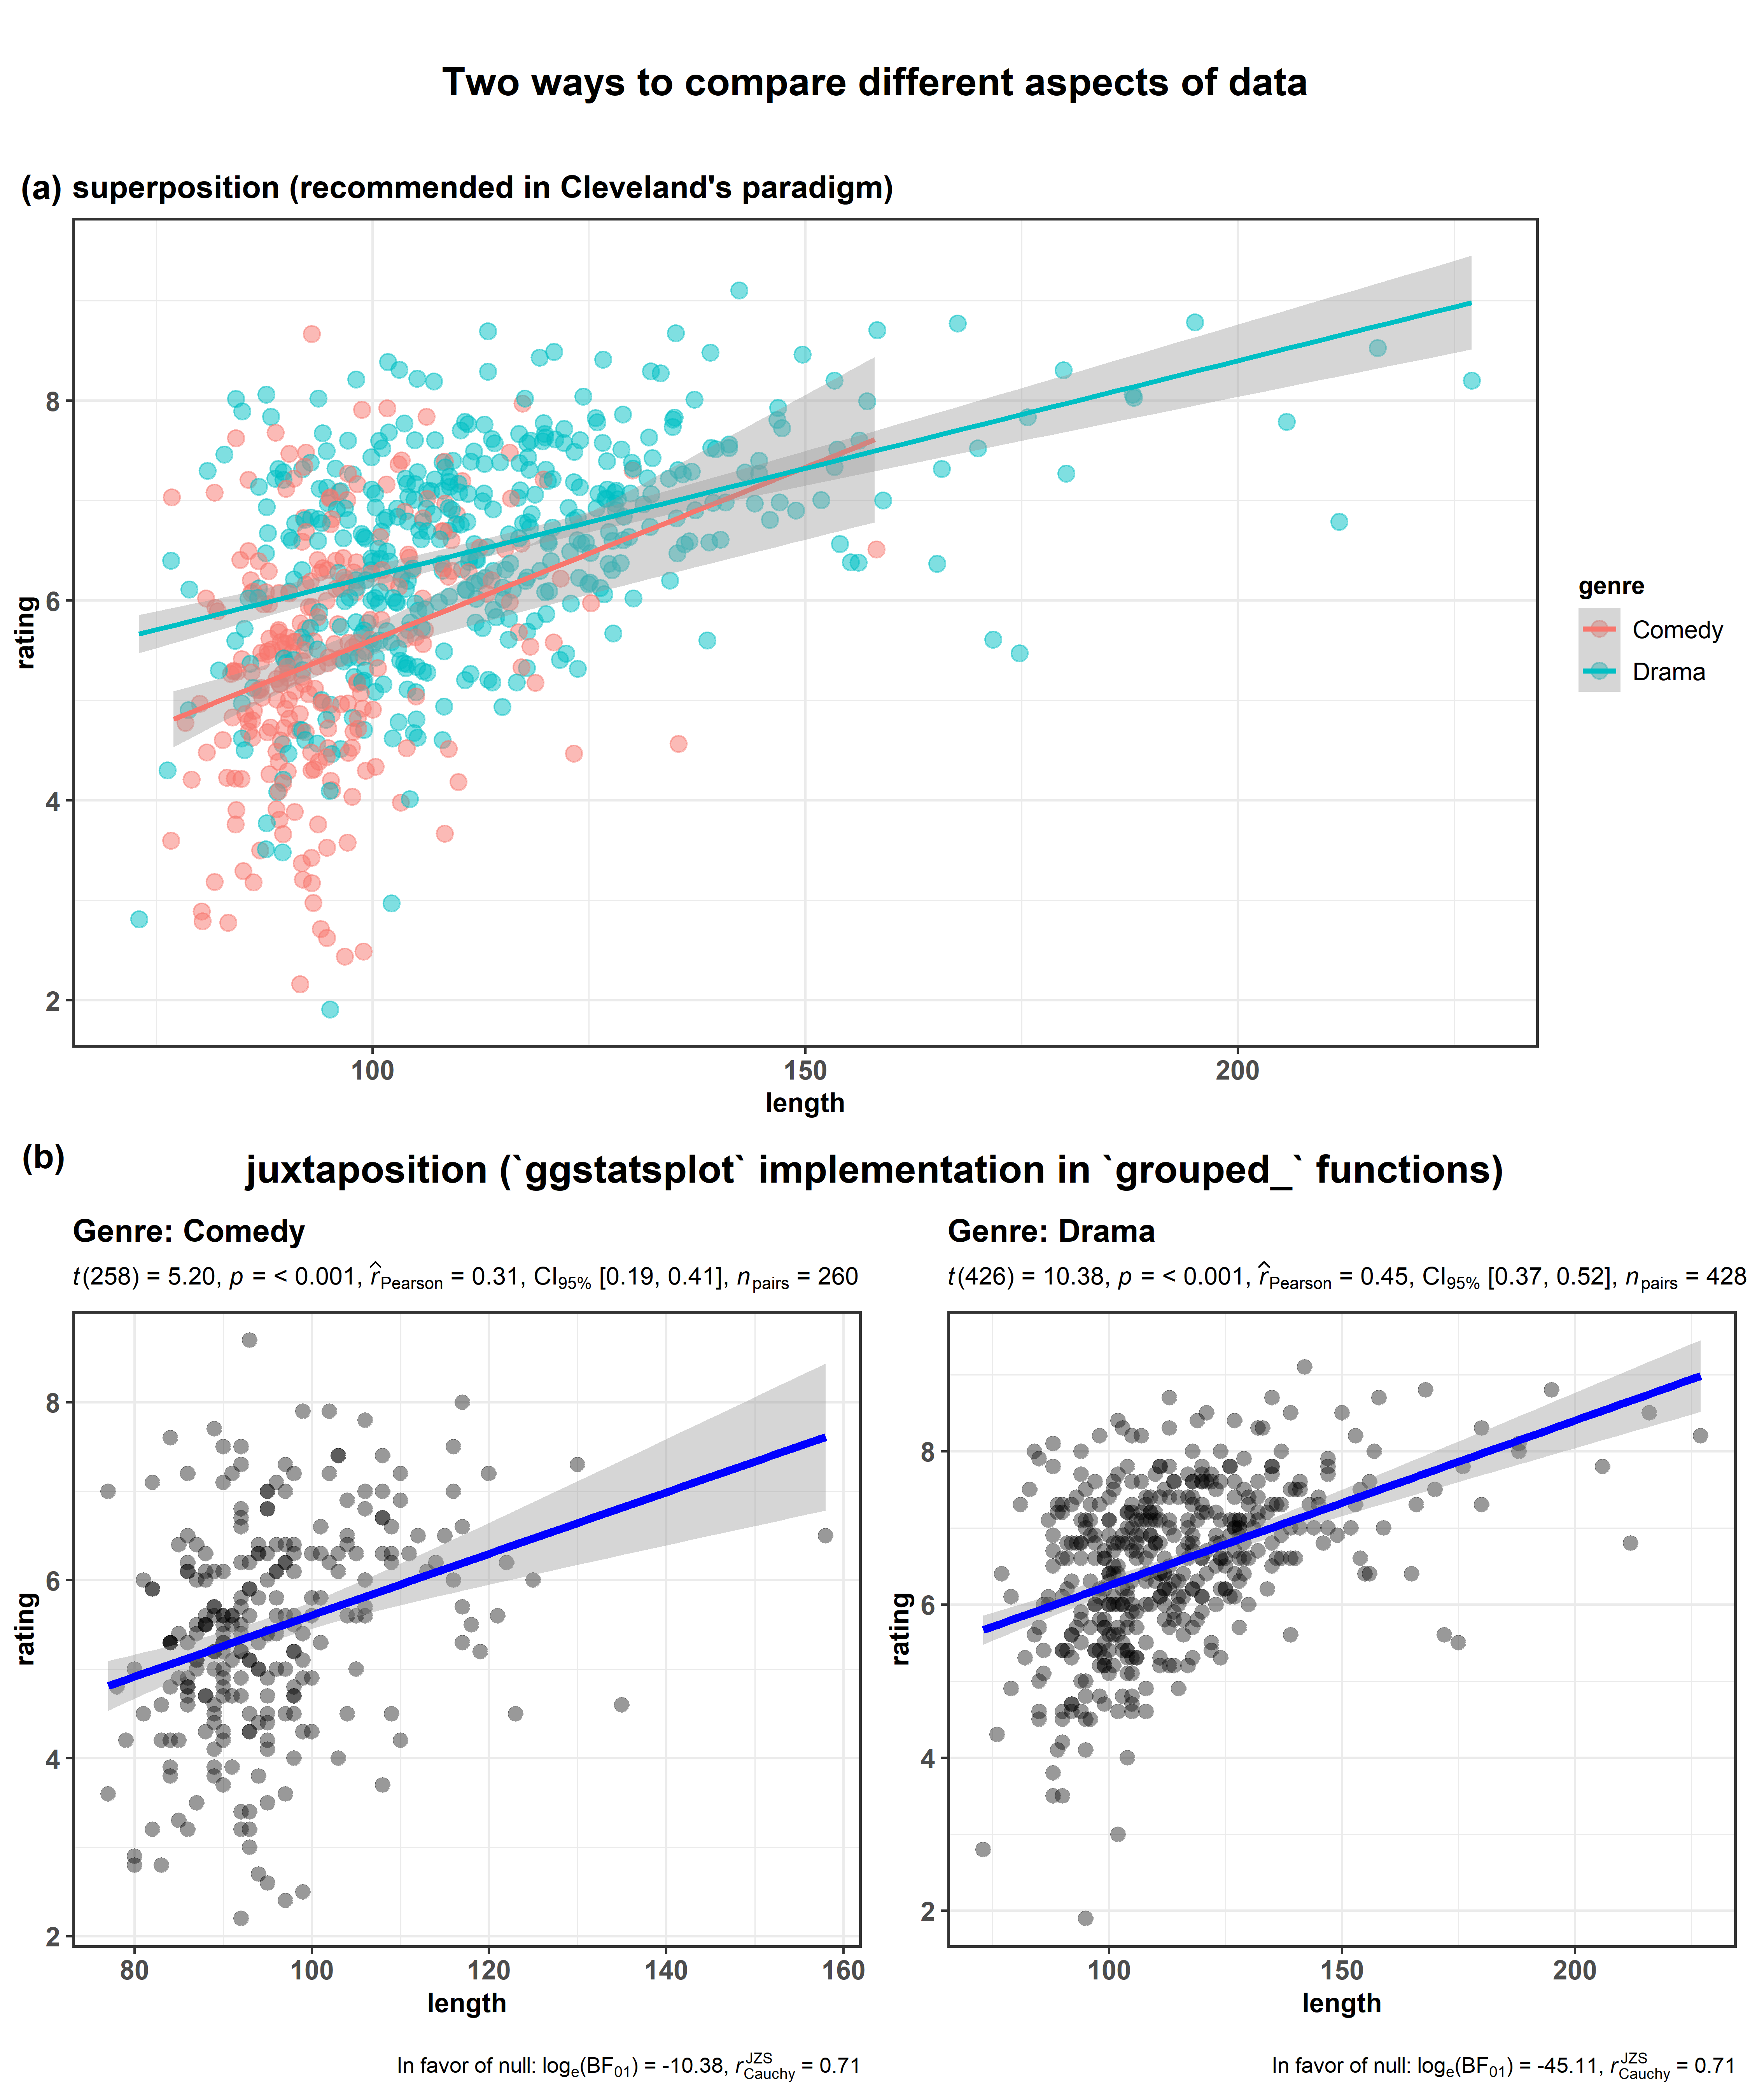 Two ways to compare different aspects of data
(a) superposition (recommended in Cleveland's paradigm)
8
6
4
2
rating
100 150 200
length
genre
Comedy
Drama
(b)
juxtaposition (`ggstatsplot` implementation in `grouped_` functions)
Genre: Comedy
t(258) = 5.20, p = < 0.001, r̂Pearson = 0.31, CI95% [0.19, 0.41], npairs = 260
8
6
4
2
rating
80 100 120 140 160
length
In favor of null: loge(BF01) = -10.38, rJZSCauchy = 0.71
Genre: Drama
t(426) = 10.38, p = < 0.001, r̂Pearson = 0.45, CI95% [0.37, 0.52], npairs = 428
8
6
4
2
rating
100 150 200
length
In favor of null: loge(BF01) = -45.11, rJZSCauchy = 0.71